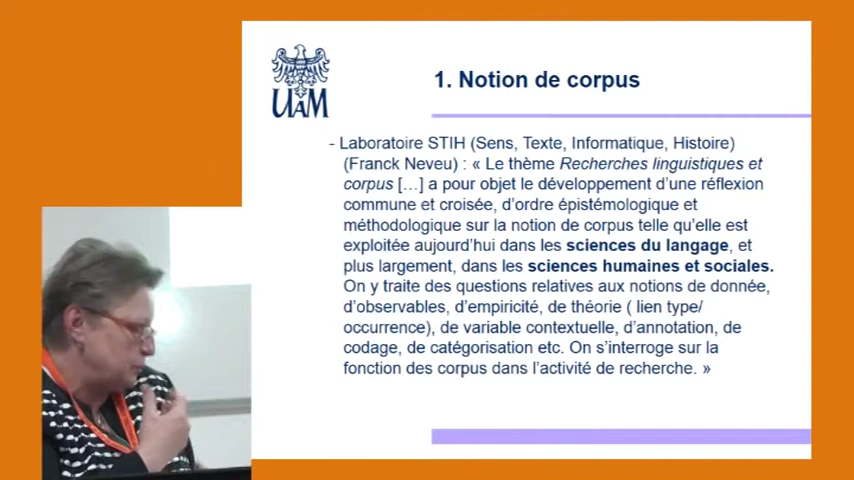 UAM
1. Notion de corpus
- Laboratoire STIH (Sens, Texte, Informatique, Histoire)
(Franck Neveu) : « Le thème Recherches linguistiques et
corpus […] a pour objet le développement d’une réflexion
commune et croisée, d’ordre épistémologique et
méthodologique sur la notion de corpus telle qu’elle est
exploitée aujourd’hui dans les sciences du langage, et
plus largement, dans les sciences humaines et sociales.
On y traite des questions relatives aux notions de donnée,
d’observables, d’empiricité, de théorie ( lien type/
occurrence), de variable contextuelle, d’annotation, de
codage, de catégorisation etc. On s’interroge sur la
fonction des corpus dans l’activité de recherche. »